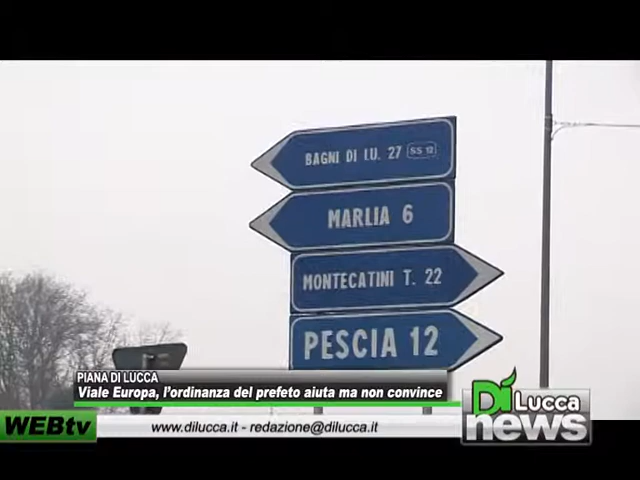 BAGNI DI LU. 27 SS 12
MARLIA 6
MONTECATINI T. 22
PESCIA 12
PIANA DI LUCCA
Viale Europa, l'ordinanza del prefeto aiuta ma non convince
WEBtv
www.dilucca.it - redazione@dilucca.it
Dì Lucca
news